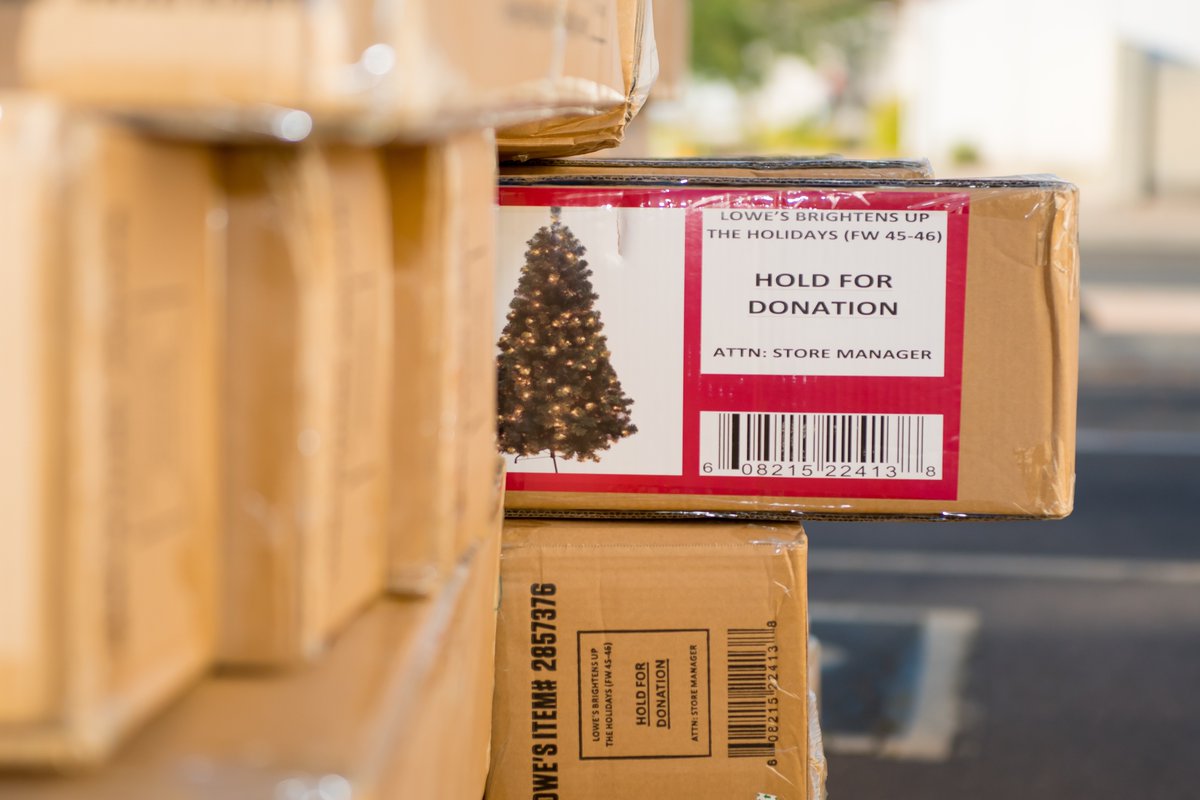 LOWE'S BRIGHTENS UP
THE HOLIDAYS (FW 45-46)
HOLD FOR
DONATION
ATTN: STORE MANAGER
6 08215 22413 8
OWE'S ITEM# 2857376
LOWE'S BRIGHTENS UP
THE HOLIDAYS (FW 45-46)
HOLD FOR
DONATION
ATTN: STORE MANAGER
6 08215 22413 8